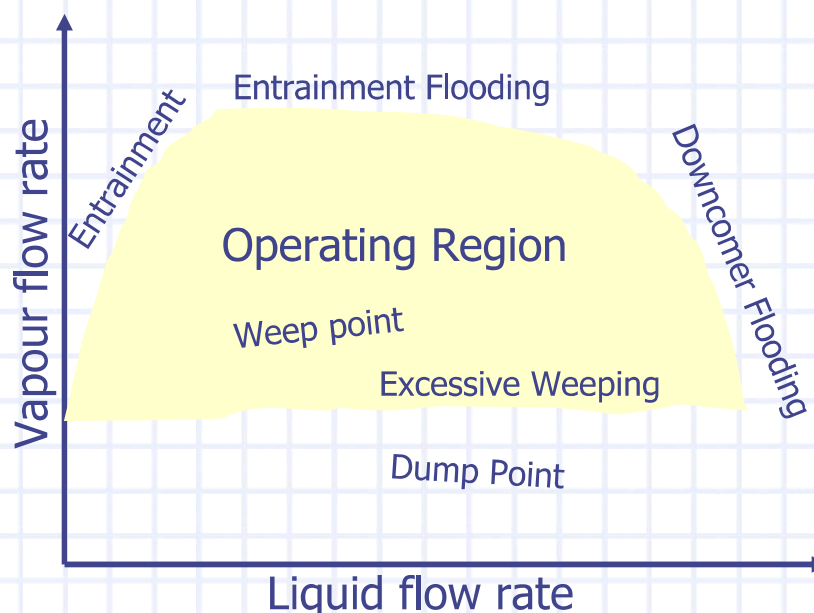 Entrainment Flooding
Entrainment
Downcomer Flooding
Vapour flow rate
Operating Region
Weep point
Excessive Weeping
Dump Point
Liquid flow rate